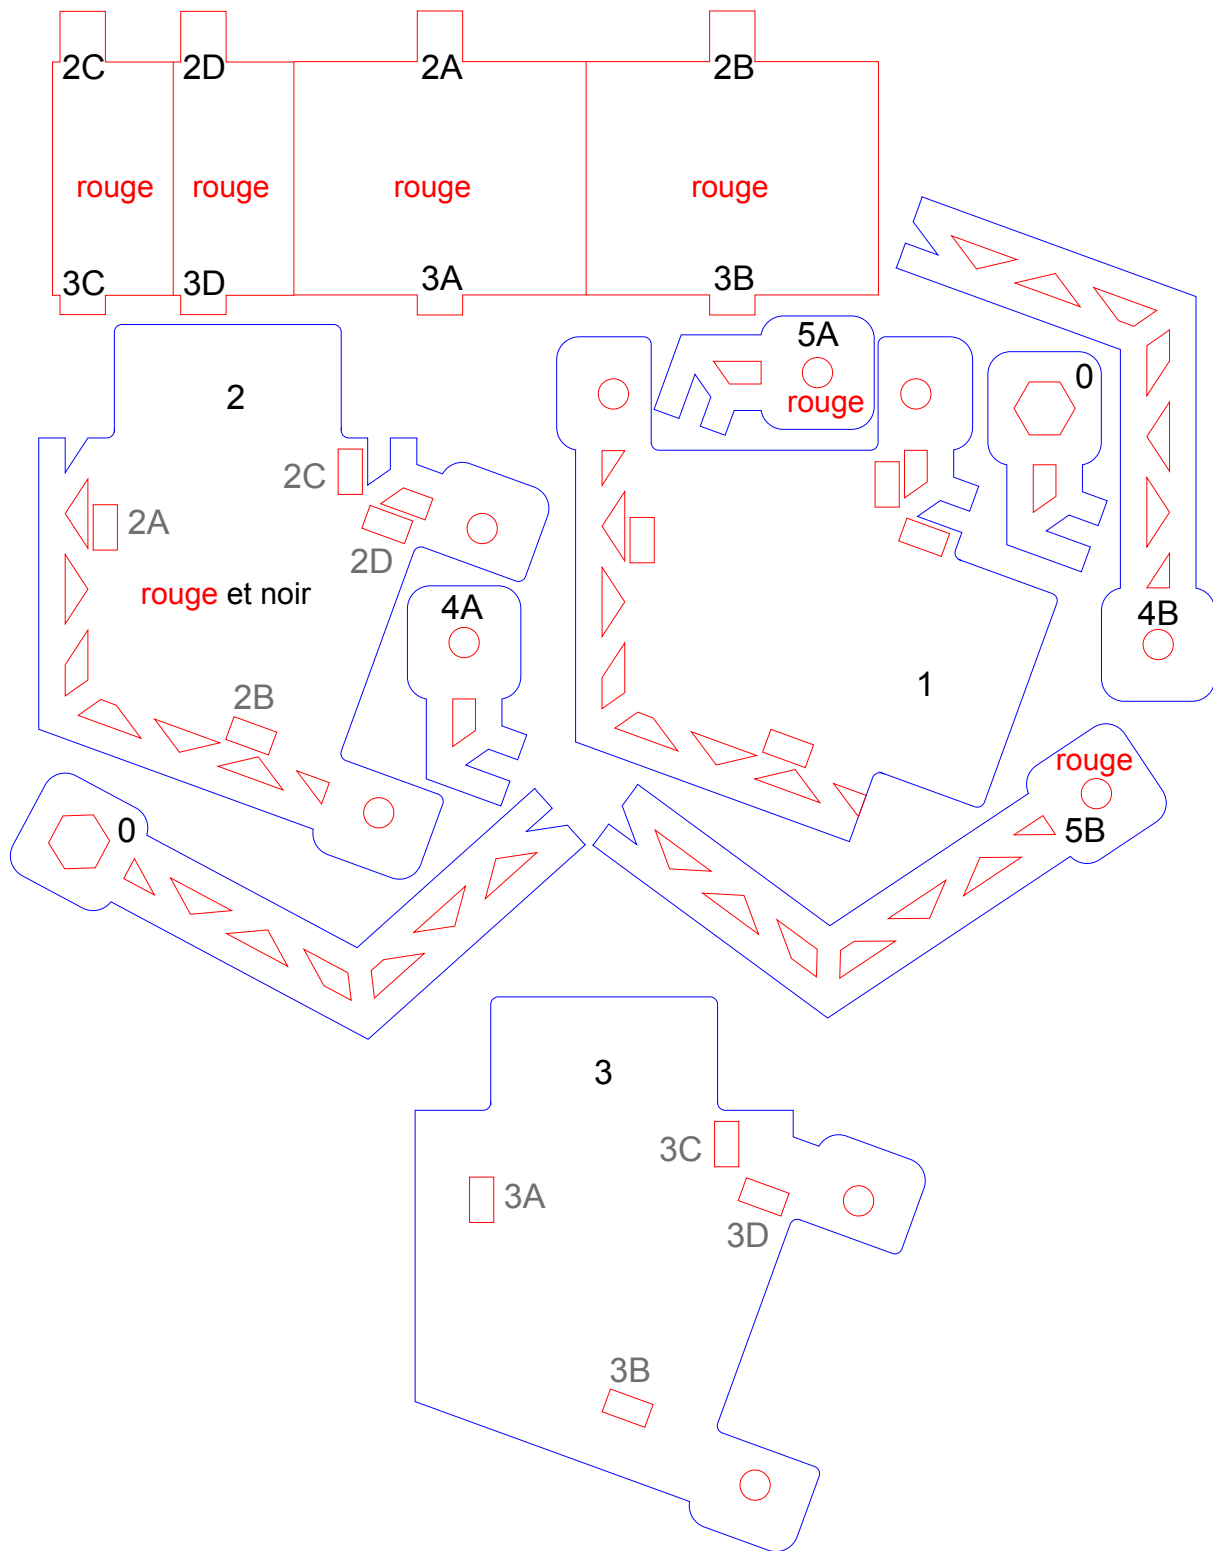 2C 2D 2A 2B
rouge rouge rouge rouge
3C 3D 3A 3B
5A
rouge
0
2
2C
2A
2D
rouge et noir
4A
4B
1
2B
rouge
5B
0
3
3C
3A
3D
3B